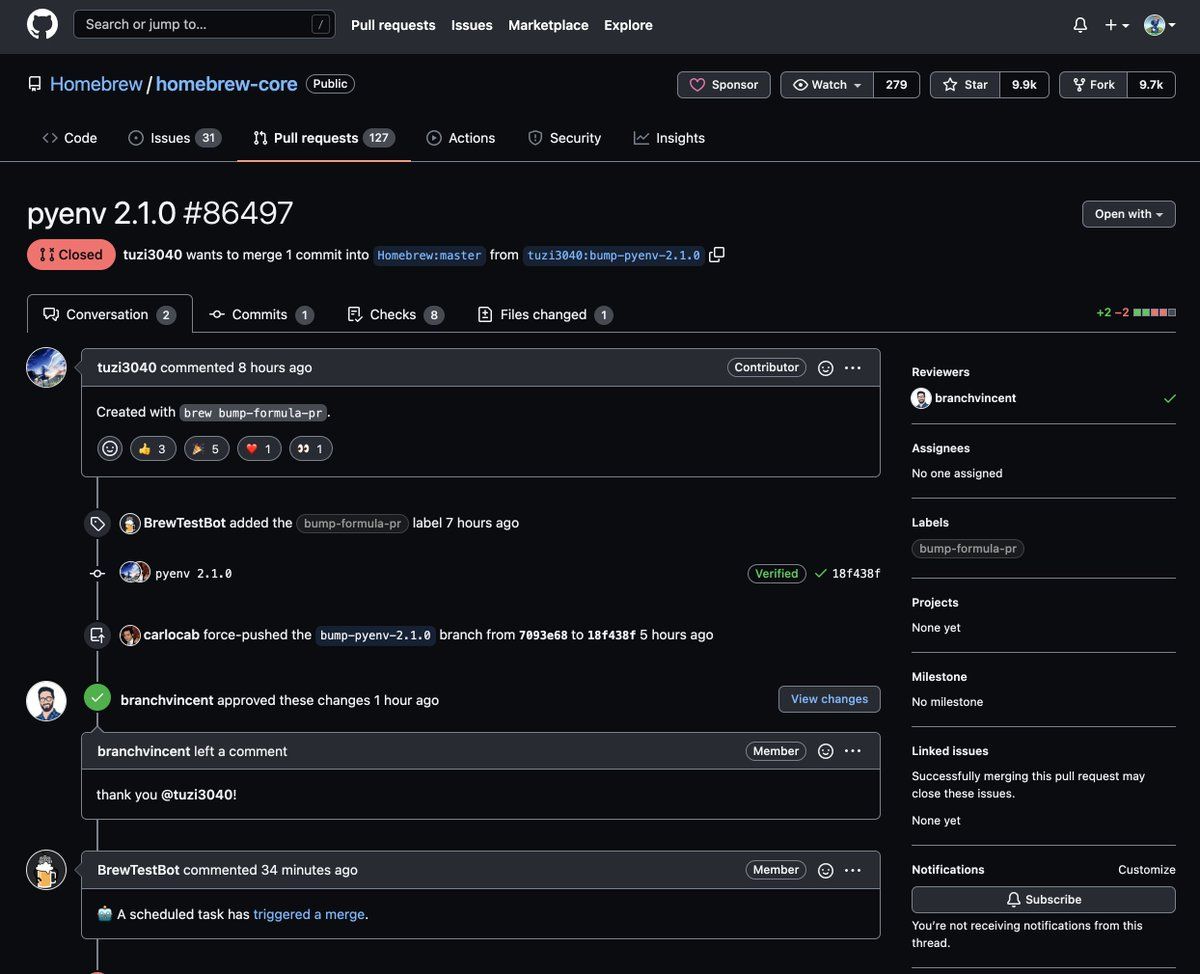 Search or jump to... /
Pull requests Issues Marketplace Explore
Homebrew / homebrew-core Public
Sponsor Watch 279 Star 9.9k Fork 9.7k
Code Issues 31 Pull requests 127 Actions Security Insights
pyenv 2.1.0 #86497
Open with
Closed tuzi3040 wants to merge 1 commit into Homebrew:master from tuzi3040:bump-pyenv-2.1.0
Conversation 2 Commits 1 Checks 8 Files changed 1
+2 −2
tuzi3040 commented 8 hours ago Contributor
Created with brew bump-formula-pr.
👍 3 🎉 5 ❤️ 1 👀 1
BrewTestBot added the bump-formula-pr label 7 hours ago
pyenv 2.1.0 Verified 18f438f
carlocab force-pushed the bump-pyenv-2.1.0 branch from 7093e68 to 18f438f 5 hours ago
branchvincent approved these changes 1 hour ago View changes
branchvincent left a comment Member
thank you @tuzi3040!
BrewTestBot commented 34 minutes ago Member
🤖 A scheduled task has triggered a merge.
Reviewers
branchvincent
Assignees
No one assigned
Labels
bump-formula-pr
Projects
None yet
Milestone
No milestone
Linked issues
Successfully merging this pull request may
close these issues.
None yet
Notifications Customize
Subscribe
You're not receiving notifications from this
thread.